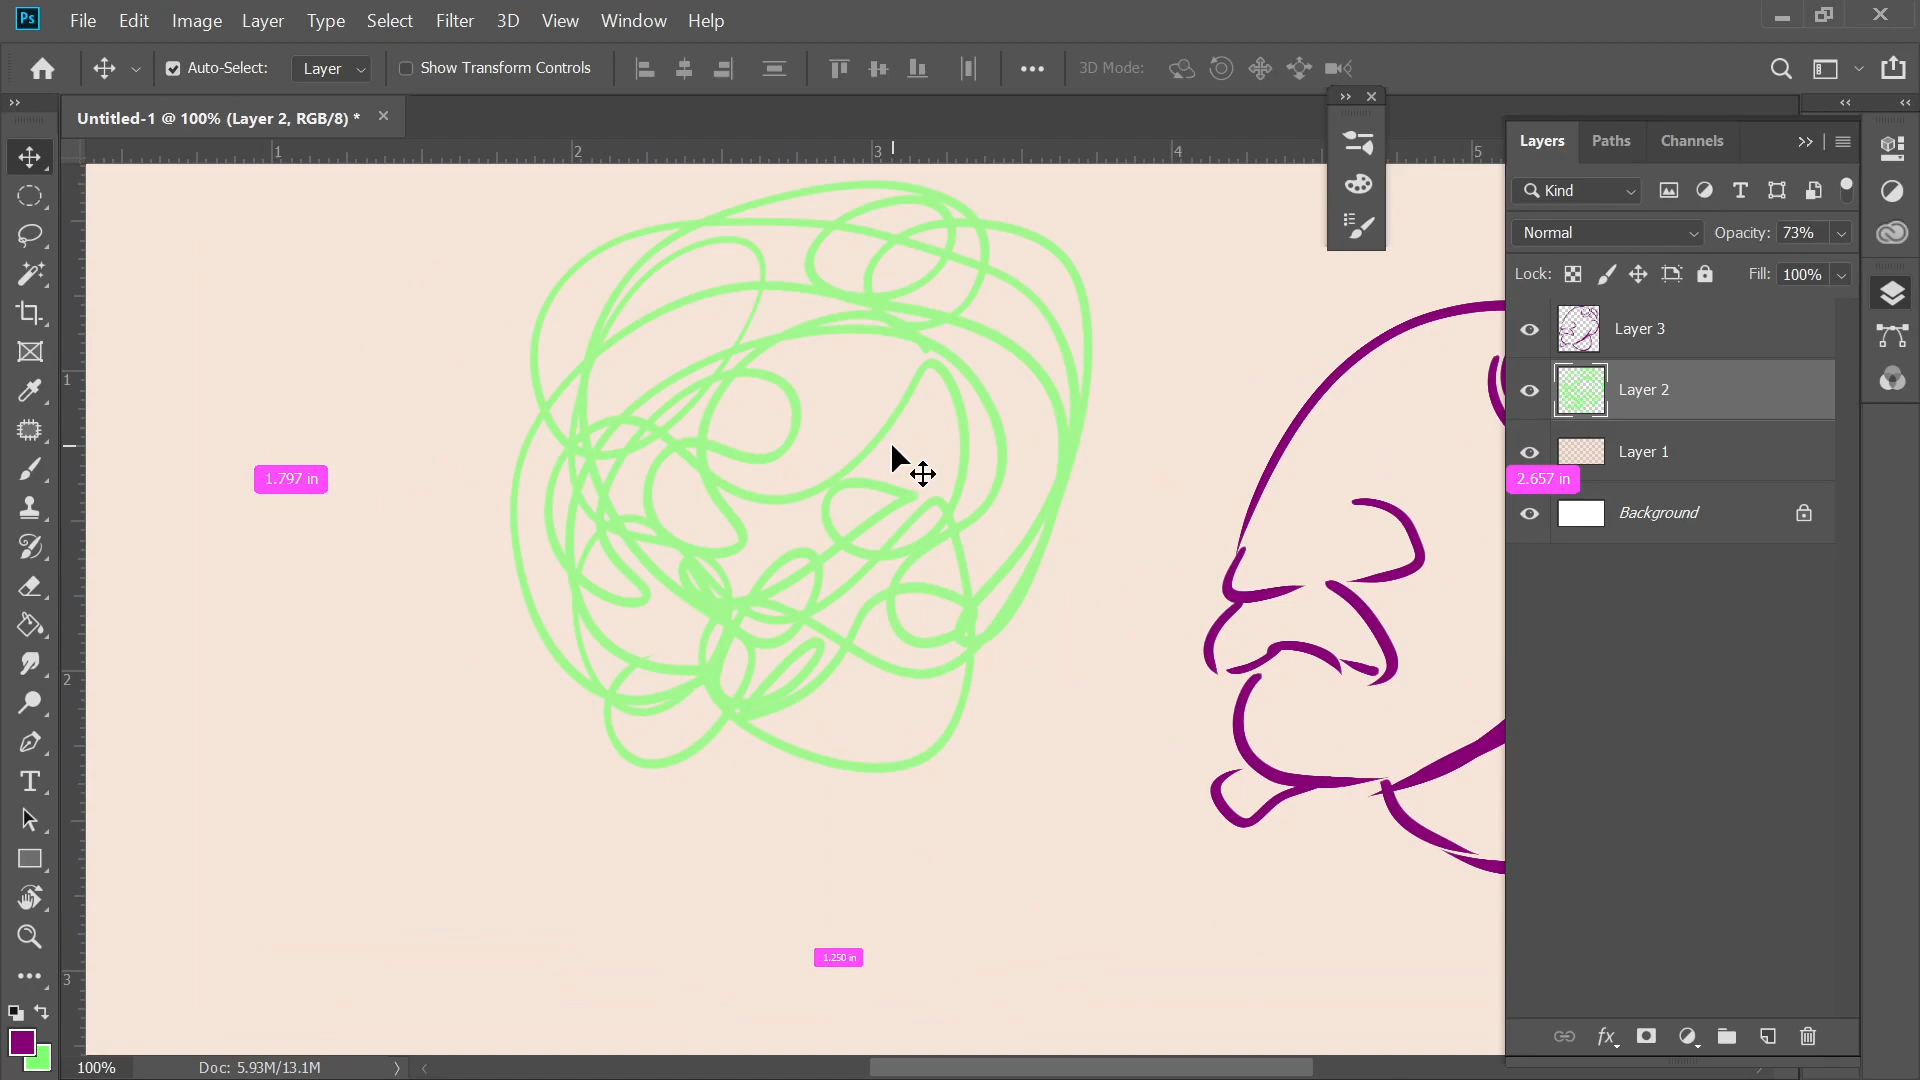 Ps File Edit Image Layer Type Select Filter 3D View Window Help
Auto-Select: Layer Show Transform Controls 3D Mode:
Untitled-1 @ 100% (Layer 2, RGB/8) *
1 2 3 4 5
Layers Paths Channels
Kind
Normal Opacity: 73%
Lock: Fill: 100%
Layer 3
1
Layer 2
Layer 1
1.797 in
2.657 in
Background
2
1.250 in
3
100% Doc: 5.93M/13.1M